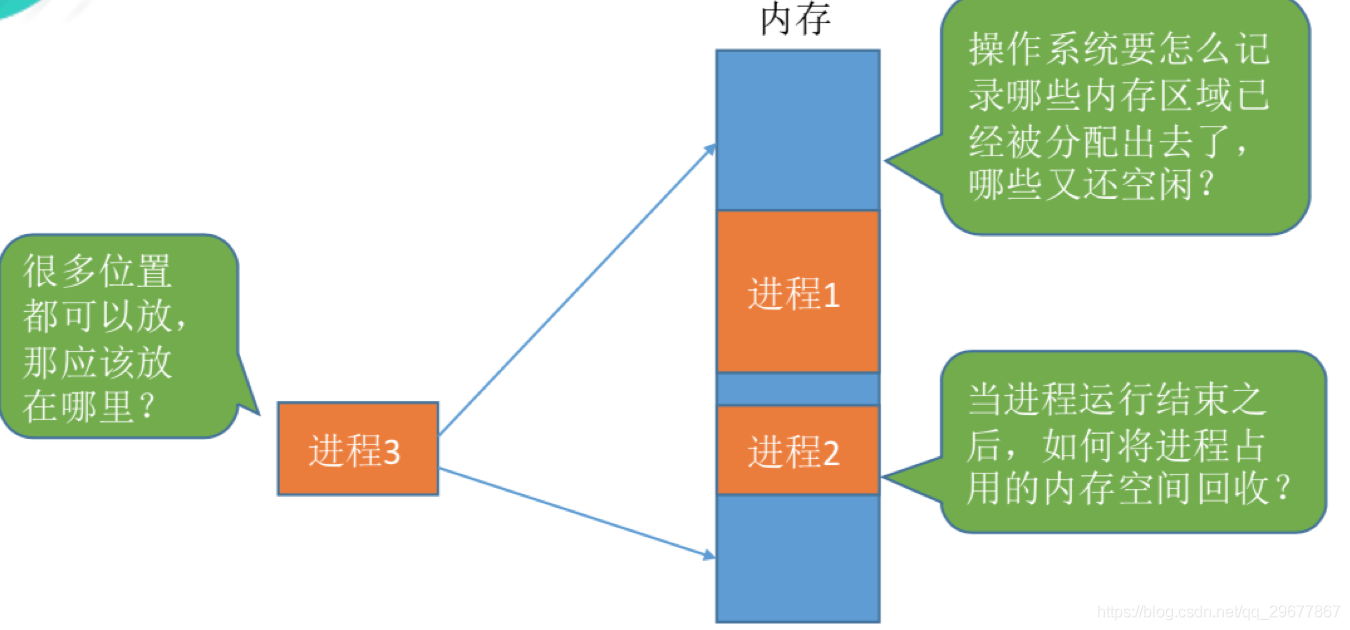 内存
操作系统要怎么记
录哪些内存区域已
经被分配出去了，
哪些又还空闲？
很多位置
都可以放，
那应该放
在哪里？
进程3
进程1
进程2
当进程运行结束之
后，如何将进程占
用的内存空间回收？
https://blog.csdn.net/qq_29677867